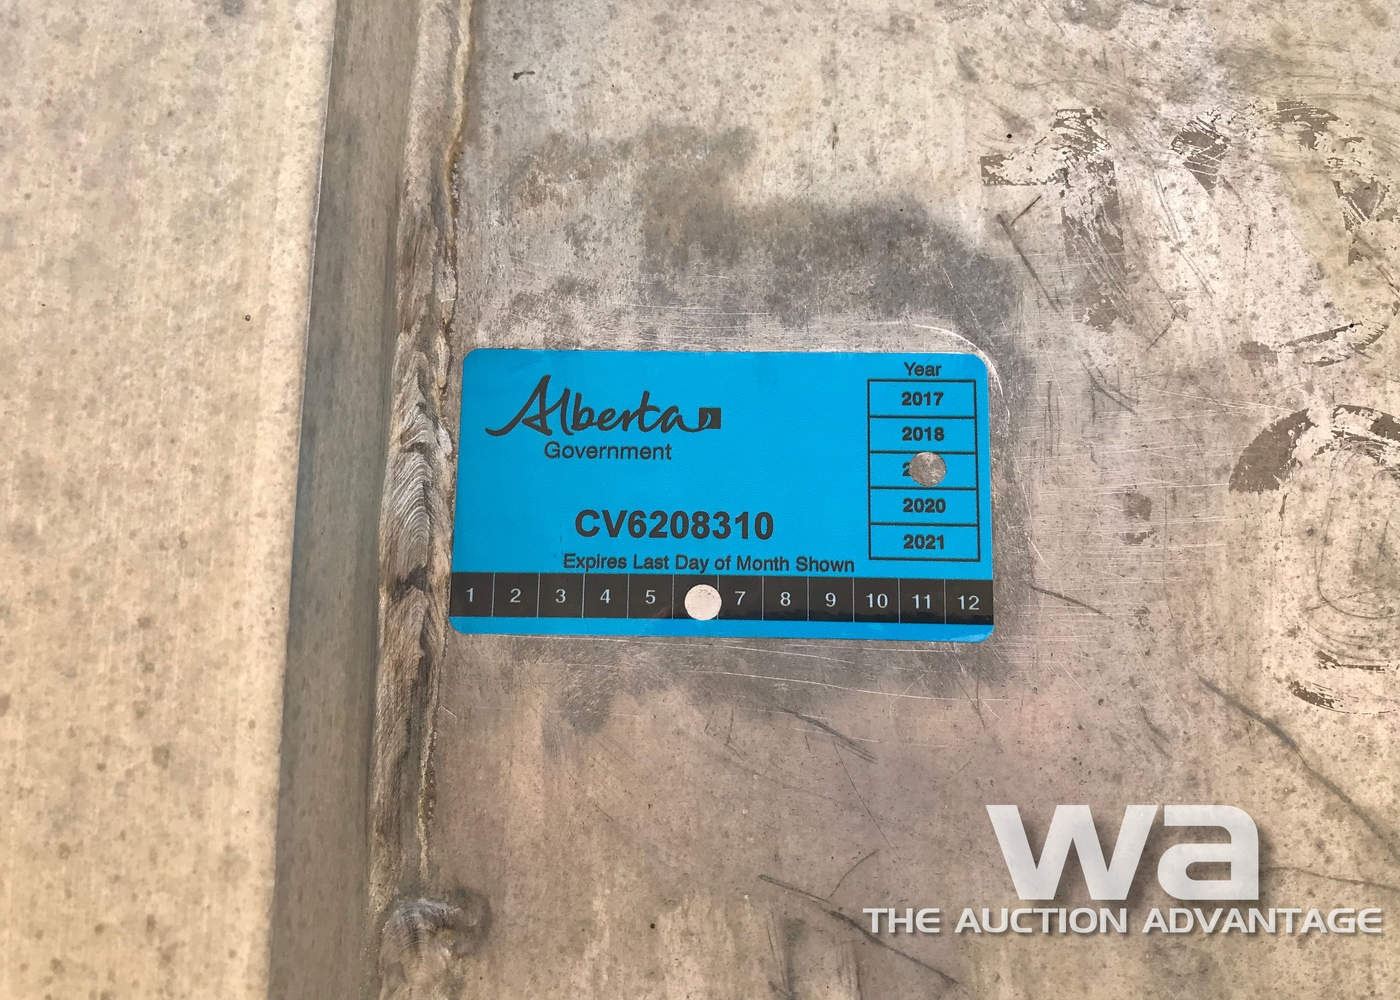 Alberta
Government
CV6208310
Expires Last Day of Month Shown
1 2 3 4 5 7 8 9 10 11 12
Year
2017
2018
2020
2021
wa
THE AUCTION ADVANTAGE